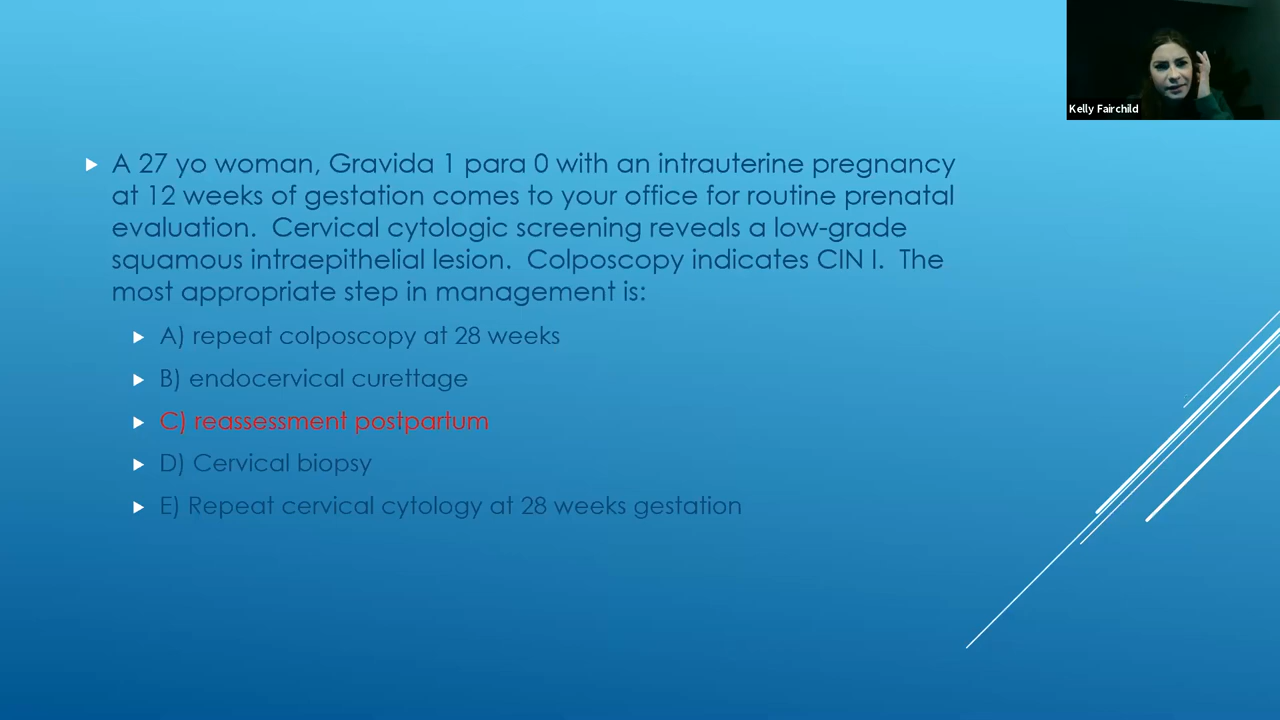 Kelly Fairchild
A 27 yo woman, Gravida 1 para 0 with an intrauterine pregnancy
at 12 weeks of gestation comes to your office for routine prenatal
evaluation.  Cervical cytologic screening reveals a low-grade
squamous intraepithelial lesion.  Colposcopy indicates CIN I.  The
most appropriate step in management is:
A) repeat colposcopy at 28 weeks
B) endocervical curettage
C) reassessment postpartum
D) Cervical biopsy
E) Repeat cervical cytology at 28 weeks gestation